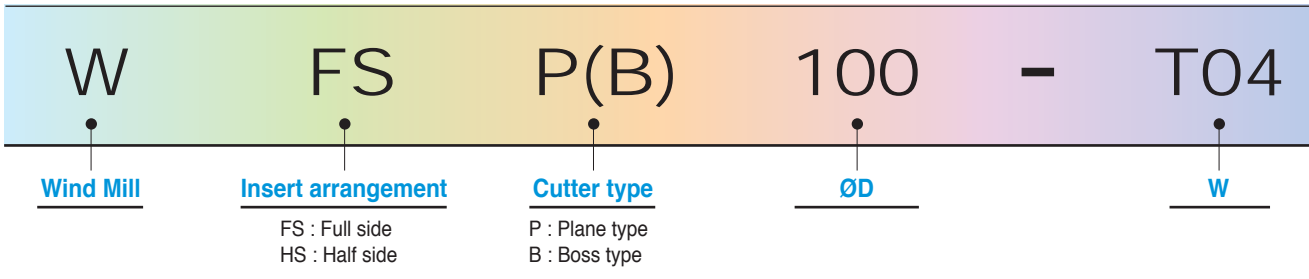 W FS P(B) 100 - T04
Wind Mill Insert arrangement Cutter type ØD W
FS : Full side P : Plane type
HS : Half side B : Boss type